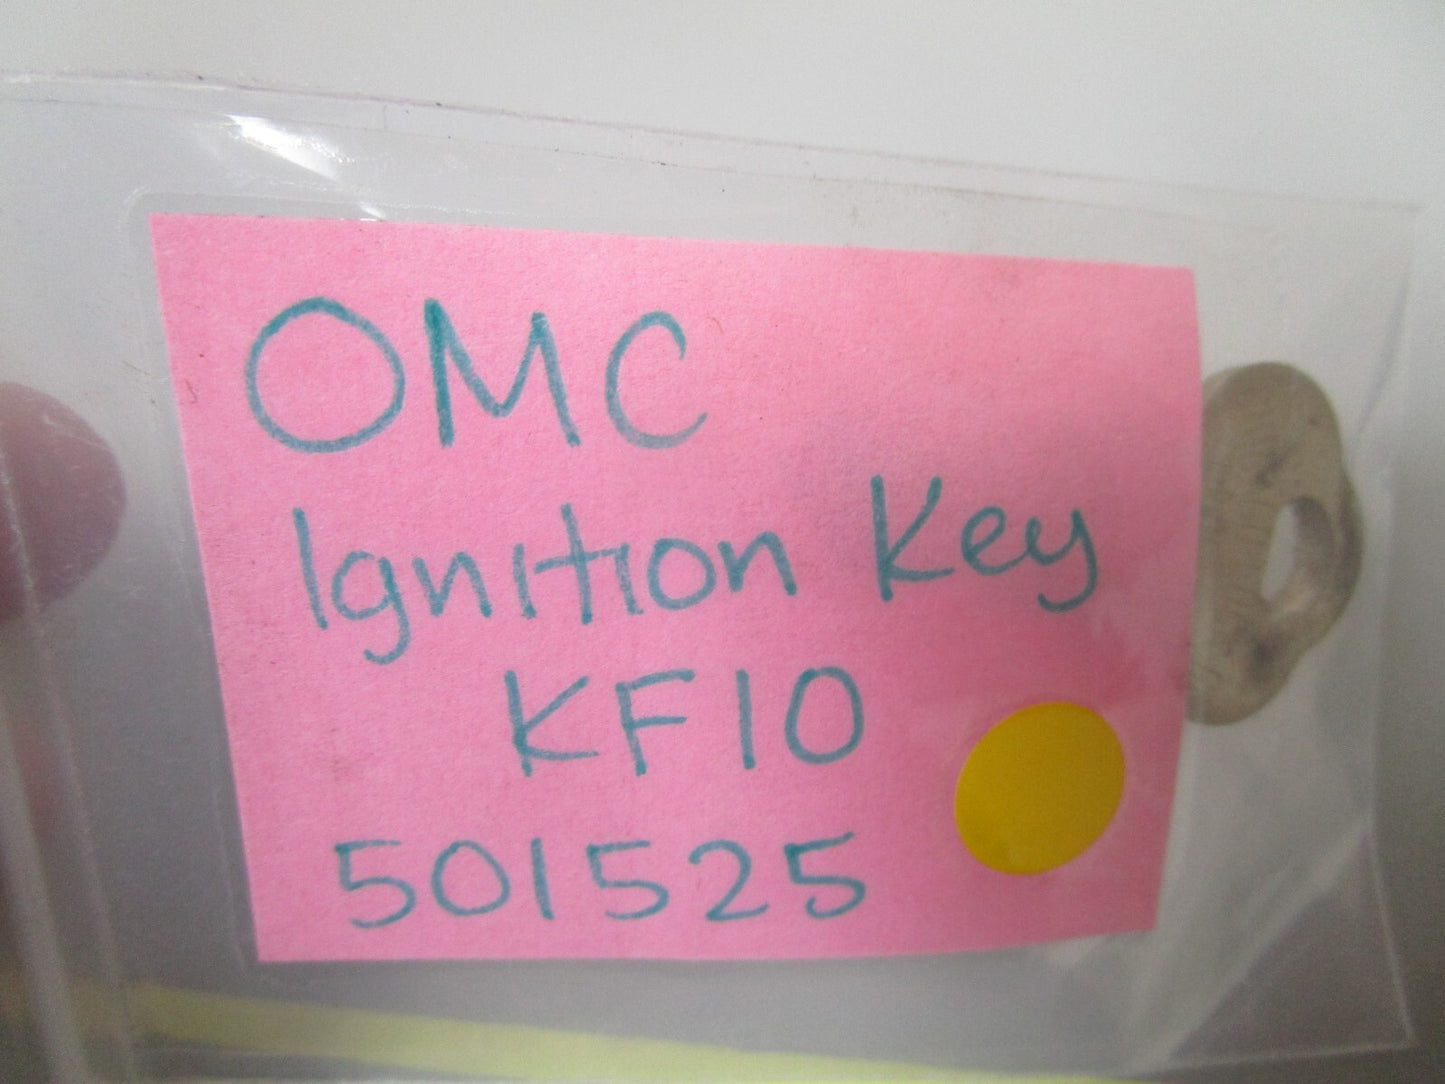 OMC
Ignition Key
KF10
501525